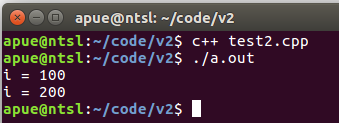 apue@ntsl: ~/code/v2
apue@ntsl:~/code/v2$ c++ test2.cpp
apue@ntsl:~/code/v2$ ./a.out
i = 100
i = 200
apue@ntsl:~/code/v2$